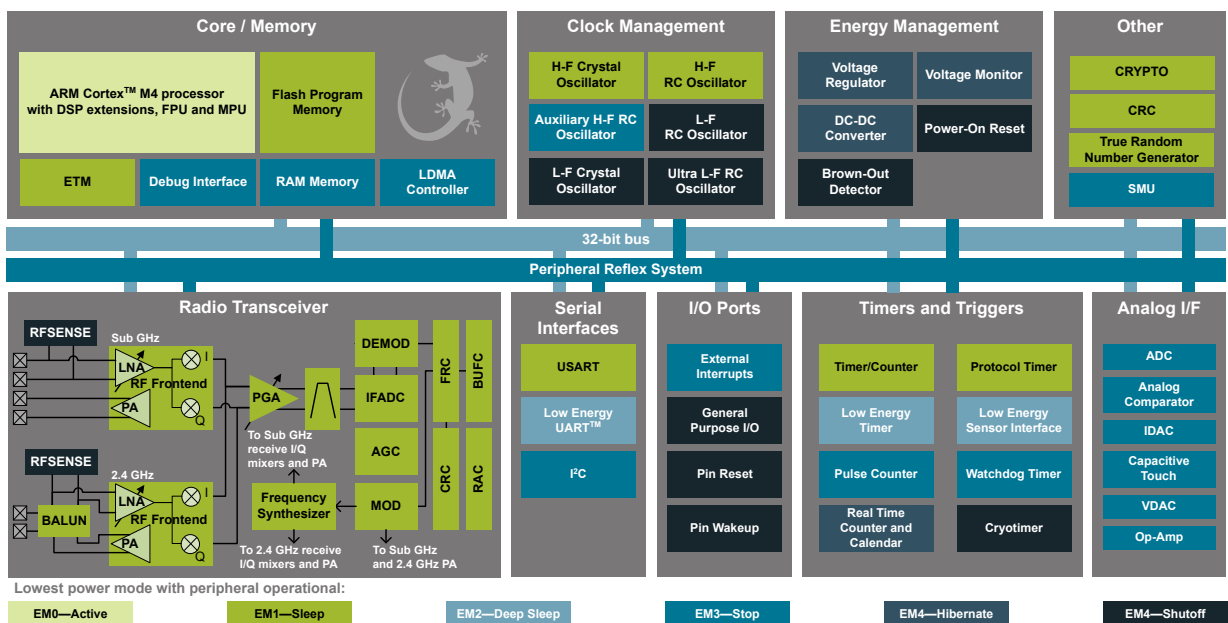 Core / Memory
ARM Cortex™ M4 processor
with DSP extensions, FPU and MPU
Flash Program
Memory
ETM
Debug Interface
RAM Memory
LDMA
Controller
Clock Management
H-F Crystal
Oscillator
H-F
RC Oscillator
Auxiliary H-F RC
Oscillator
L-F
RC Oscillator
L-F Crystal
Oscillator
Ultra L-F RC
Oscillator
Energy Management
Voltage
Regulator
Voltage Monitor
DC-DC
Converter
Power-On Reset
Brown-Out
Detector
Other
CRYPTO
CRC
True Random
Number Generator
SMU
32-bit bus
Peripheral Reflex System
Radio Transceiver
RFSENSE
Sub GHz
LNA
RF Frontend
PA
I
Q
RFSENSE
2.4 GHz
BALUN
LNA
RF Frontend
PA
I
Q
PGA
To Sub GHz
receive I/Q
mixers and PA
Frequency
Synthesizer
To 2.4 GHz receive
I/Q mixers and PA
DEMOD
IFADC
AGC
MOD
To Sub GHz
and 2.4 GHz PA
FRC
BUFC
CRC
RAC
Serial
Interfaces
USART
Low Energy
UART™
I²C
I/O Ports
External
Interrupts
General
Purpose I/O
Pin Reset
Pin Wakeup
Timers and Triggers
Timer/Counter
Protocol Timer
Low Energy
Timer
Low Energy
Sensor Interface
Pulse Counter
Watchdog Timer
Real Time
Counter and
Calendar
Cryotimer
Analog I/F
ADC
Analog
Comparator
IDAC
Capacitive
Touch
VDAC
Op-Amp
Lowest power mode with peripheral operational:
EM0—Active
EM1—Sleep
EM2—Deep Sleep
EM3—Stop
EM4—Hibernate
EM4—Shutoff